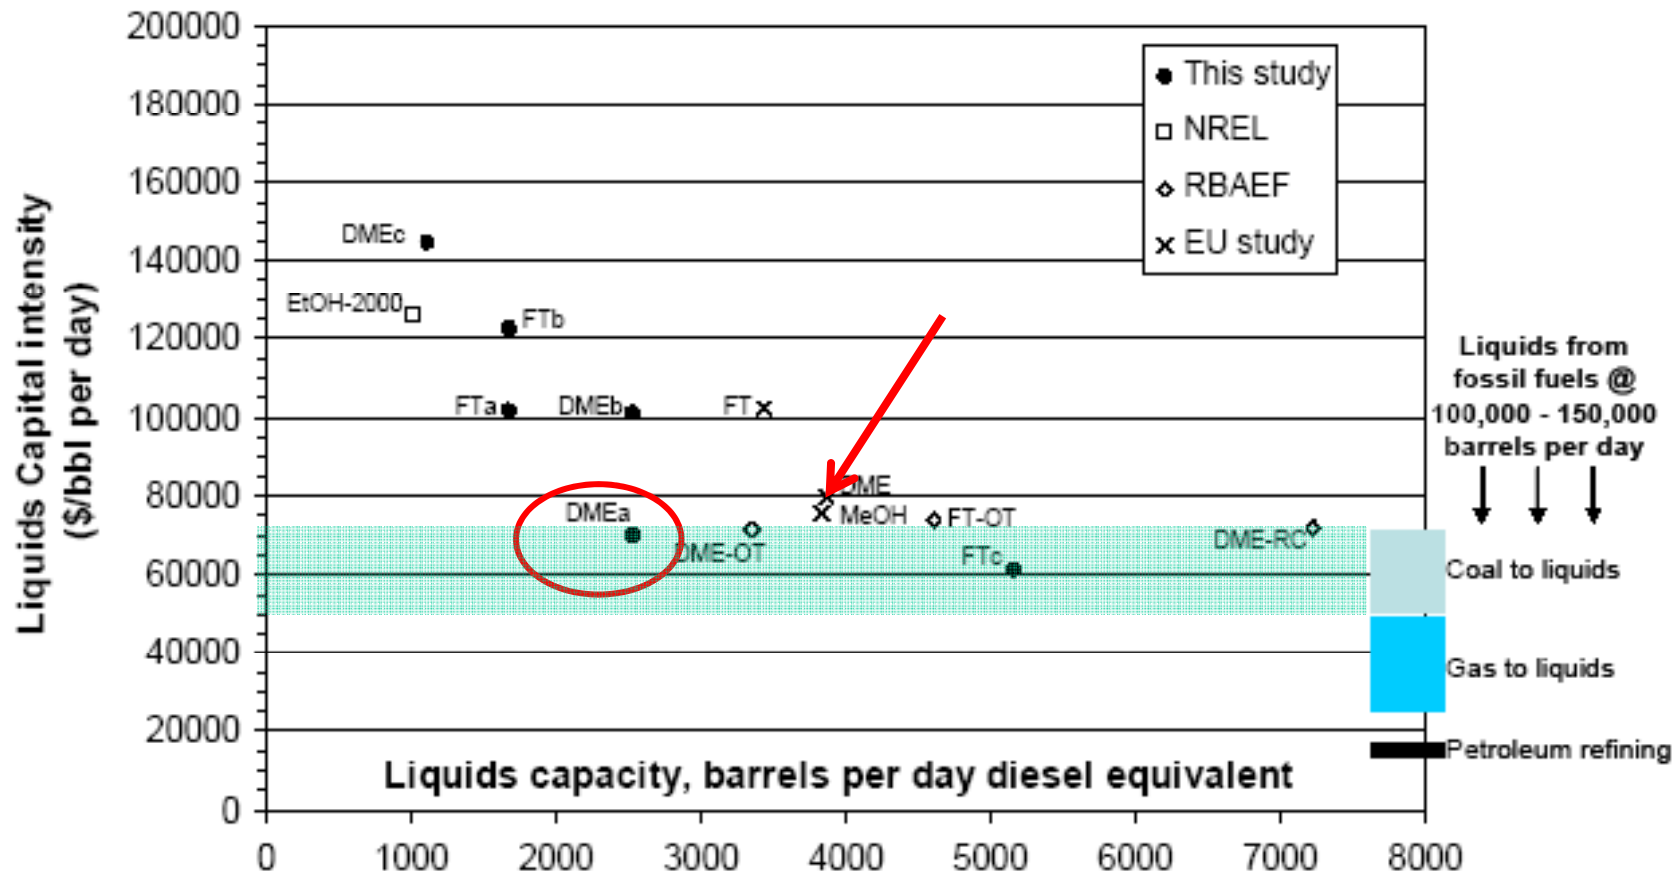 Liquids Capital intensity
($/bbl per day)
200000
180000
160000
140000
120000
100000
80000
60000
40000
20000
0
This study
NREL
RBAEF
EU study
DMEc
EtOH-2000
FTb
FTa
DMEb
FT
DME
MeOH
DMEa
DME-OT
FT-OT
FTc
DME-RC
Liquids from
fossil fuels @
100,000 - 150,000
barrels per day
Coal to liquids
Gas to liquids
Petroleum refining
Liquids capacity, barrels per day diesel equivalent
0 1000 2000 3000 4000 5000 6000 7000 8000